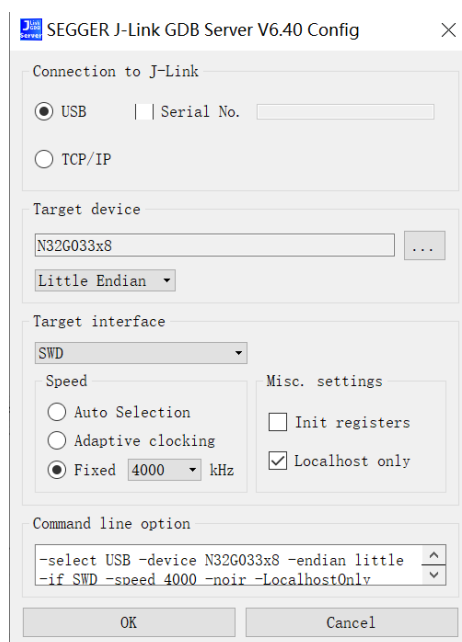 SEGGER J-Link GDB Server V6.40 Config
Connection to J-Link
USB Serial No.
TCP/IP
Target device
N32G033x8
...
Little Endian
Target interface
SWD
Speed
Auto Selection
Adaptive clocking
Fixed 4000 kHz
Misc. settings
Init registers
Localhost only
Command line option
-select USB -device N32G033x8 -endian little
-if SWD -speed 4000 -noir -LocalhostOnly
OK
Cancel